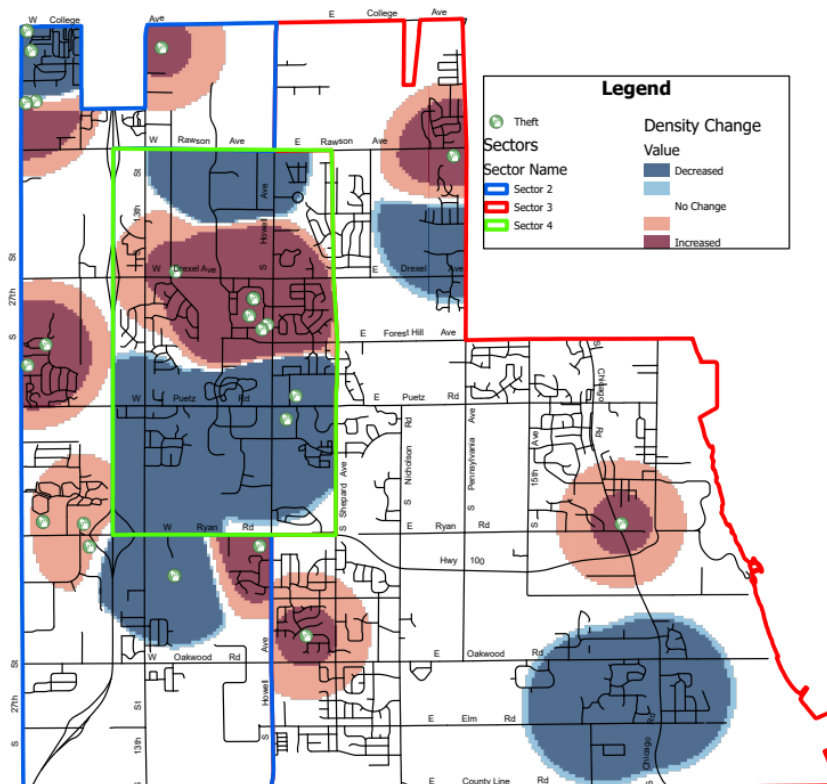 W College Ave
E College Ave
Legend
Theft
Sectors
Sector Name
Sector 2
Sector 3
Sector 4
Density Change
Value
Decreased
No Change
Increased
W Rawson Ave
E Rawson Ave
13th St
S Howell Ave
W Drexel Ave
E Drexel Ave
S 27th St
E Forest Hill Ave
W Puetz Rd
E Puetz Rd
S Chicago Rd
S Nicholson Rd
S Pennsylvania Ave
S 15th Ave
S Shepard Ave
W Ryan Rd
E Ryan Rd
Hwy 100
W Oakwood Rd
E Oakwood Rd
S 27th St
S 13th St
S Howell Ave
E Elm Rd
Chicago Rd
E County Line Rd